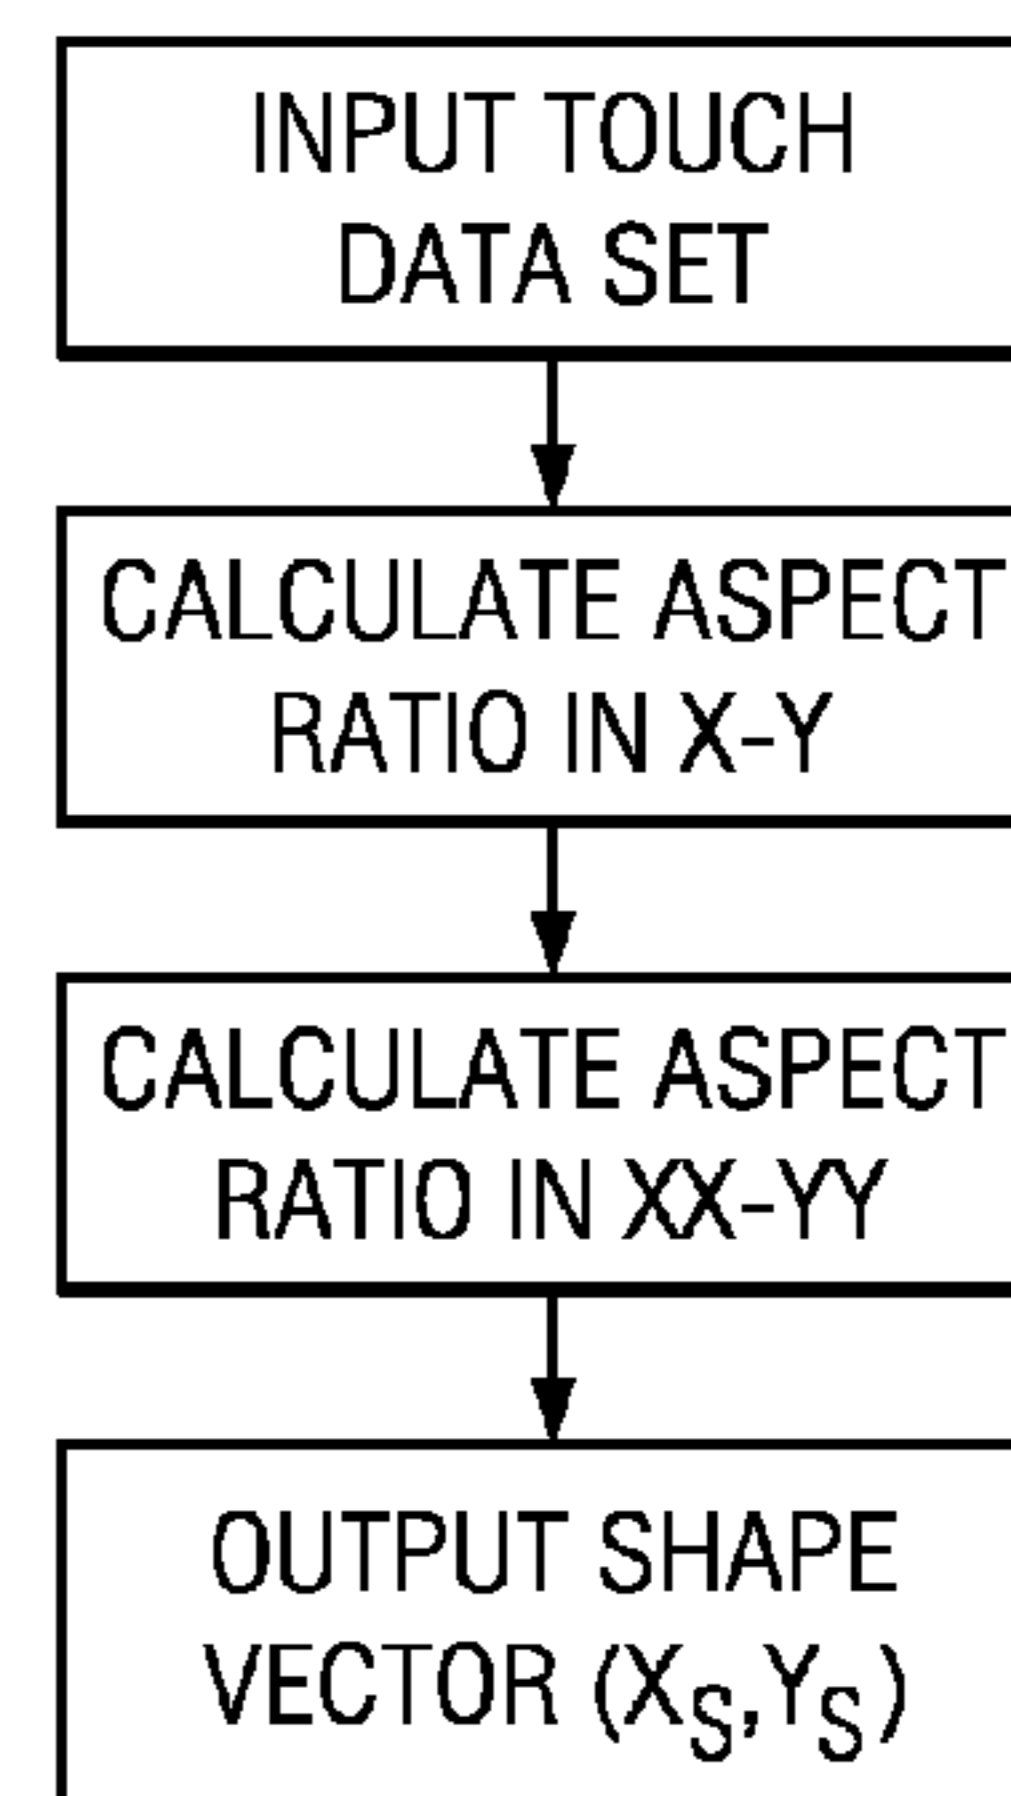 INPUT TOUCH
DATA SET
CALCULATE ASPECT
RATIO IN X-Y
CALCULATE ASPECT
RATIO IN XX-YY
OUTPUT SHAPE
VECTOR (XS,YS)